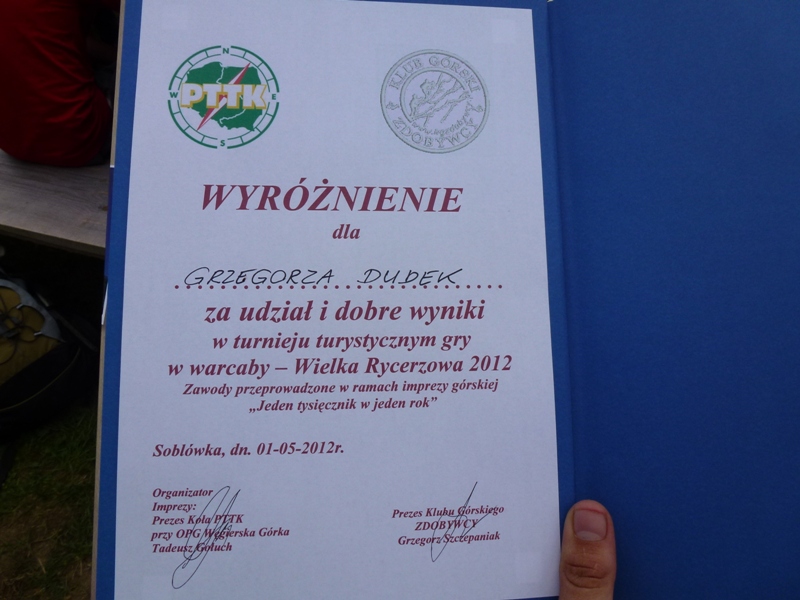 N
W
E
PTTK
S
KLUB GÓRSKI
ZDOBYWCY
WYRÓŻNIENIE
dla
GRZEGORZA DUDEK
za udział i dobre wyniki
w turnieju turystycznym gry
w warcaby – Wielka Rycerzowa 2012
Zawody przeprowadzone w ramach imprezy górskiej
„Jeden tysięcznik w jeden rok”
Soblówka, dn. 01-05-2012r.
Organizator
Imprezy:
Prezes Koła PTTK
przy OPG Węgierska Górka
Tadeusz Gołuch
Prezes Klubu Górskiego
ZDOBYWCY
Grzegorz Szczepaniak